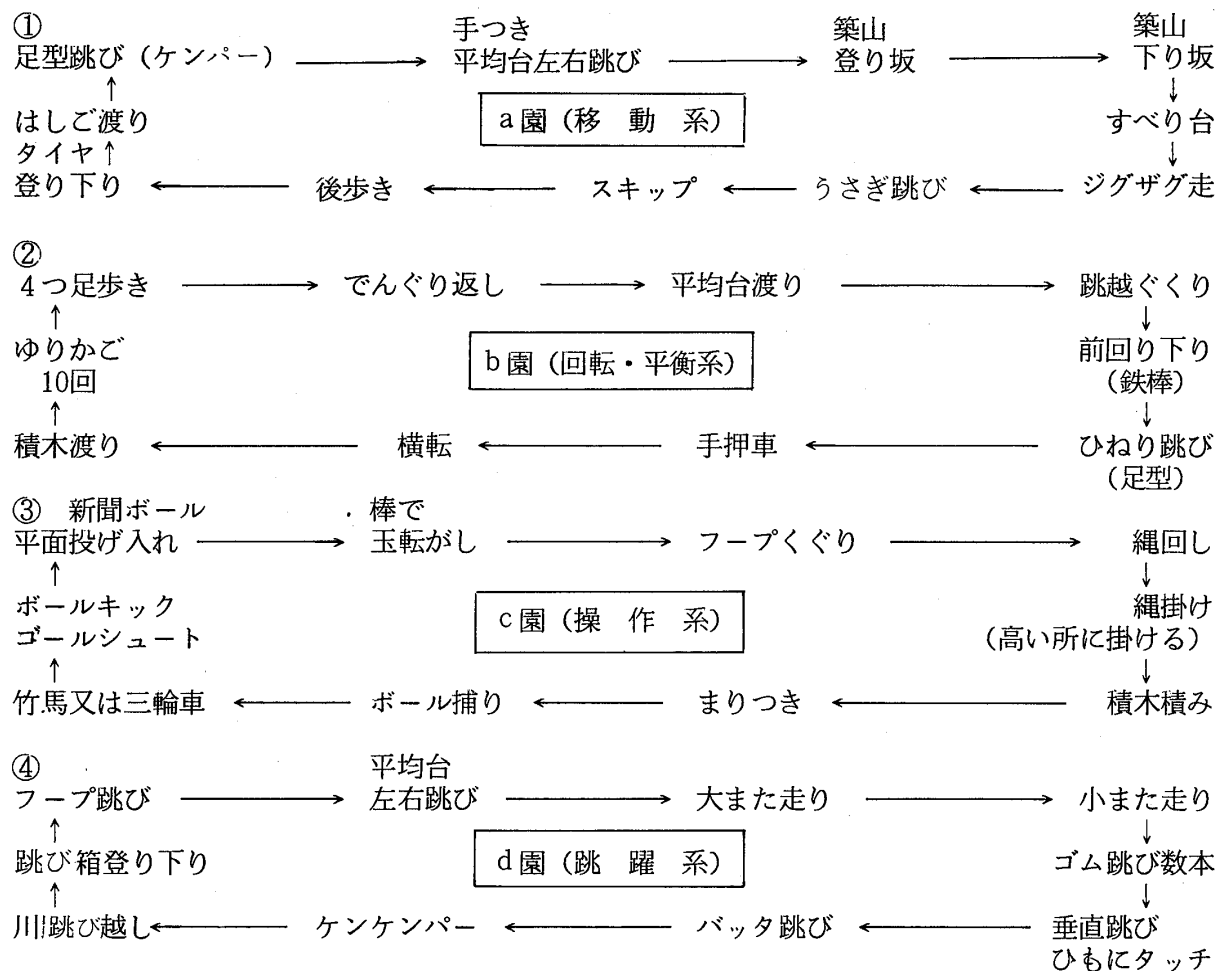 ①
手つき 築山 築山
足型跳び(ケンパー) → 平均台左右跳び → 登り坂 → 下り坂
↑ ↓
はしご渡り a園(移 動 系) すべり台
タイヤ↑ ↓
登り下り ← 後歩き ← スキップ ← うさぎ跳び ← ジグザグ走
②
4つ足歩き → でんぐり返し → 平均台渡り → 跳越ぐくり
↑ ↓
ゆりかご b園(回転・平衡系) 前回り下り
10回 (鉄棒)
↑ ↓
積木渡り ← 横転 ← 手押車 ← ひねり跳び
(足型)
③ 新聞ボール 棒で
平面投げ入れ → 玉転がし → フープくぐり → 縄回し
↑ ↓
ボールキック c園(操 作 系) 縄掛け
ゴールシュート (高い所に掛ける)
↑ ↓
竹馬又は三輪車 ← ボール捕り ← まりつき ← 積木積み
④ 平均台
フープ跳び → 左右跳び → 大また走り → 小また走り
↑ ↓
跳び箱登り下り d園(跳 躍 系) ゴム跳び数本
↑ ↓
川跳び越し ← ケンケンパー ← バッタ跳び ← 垂直跳び
ひもにタッチ